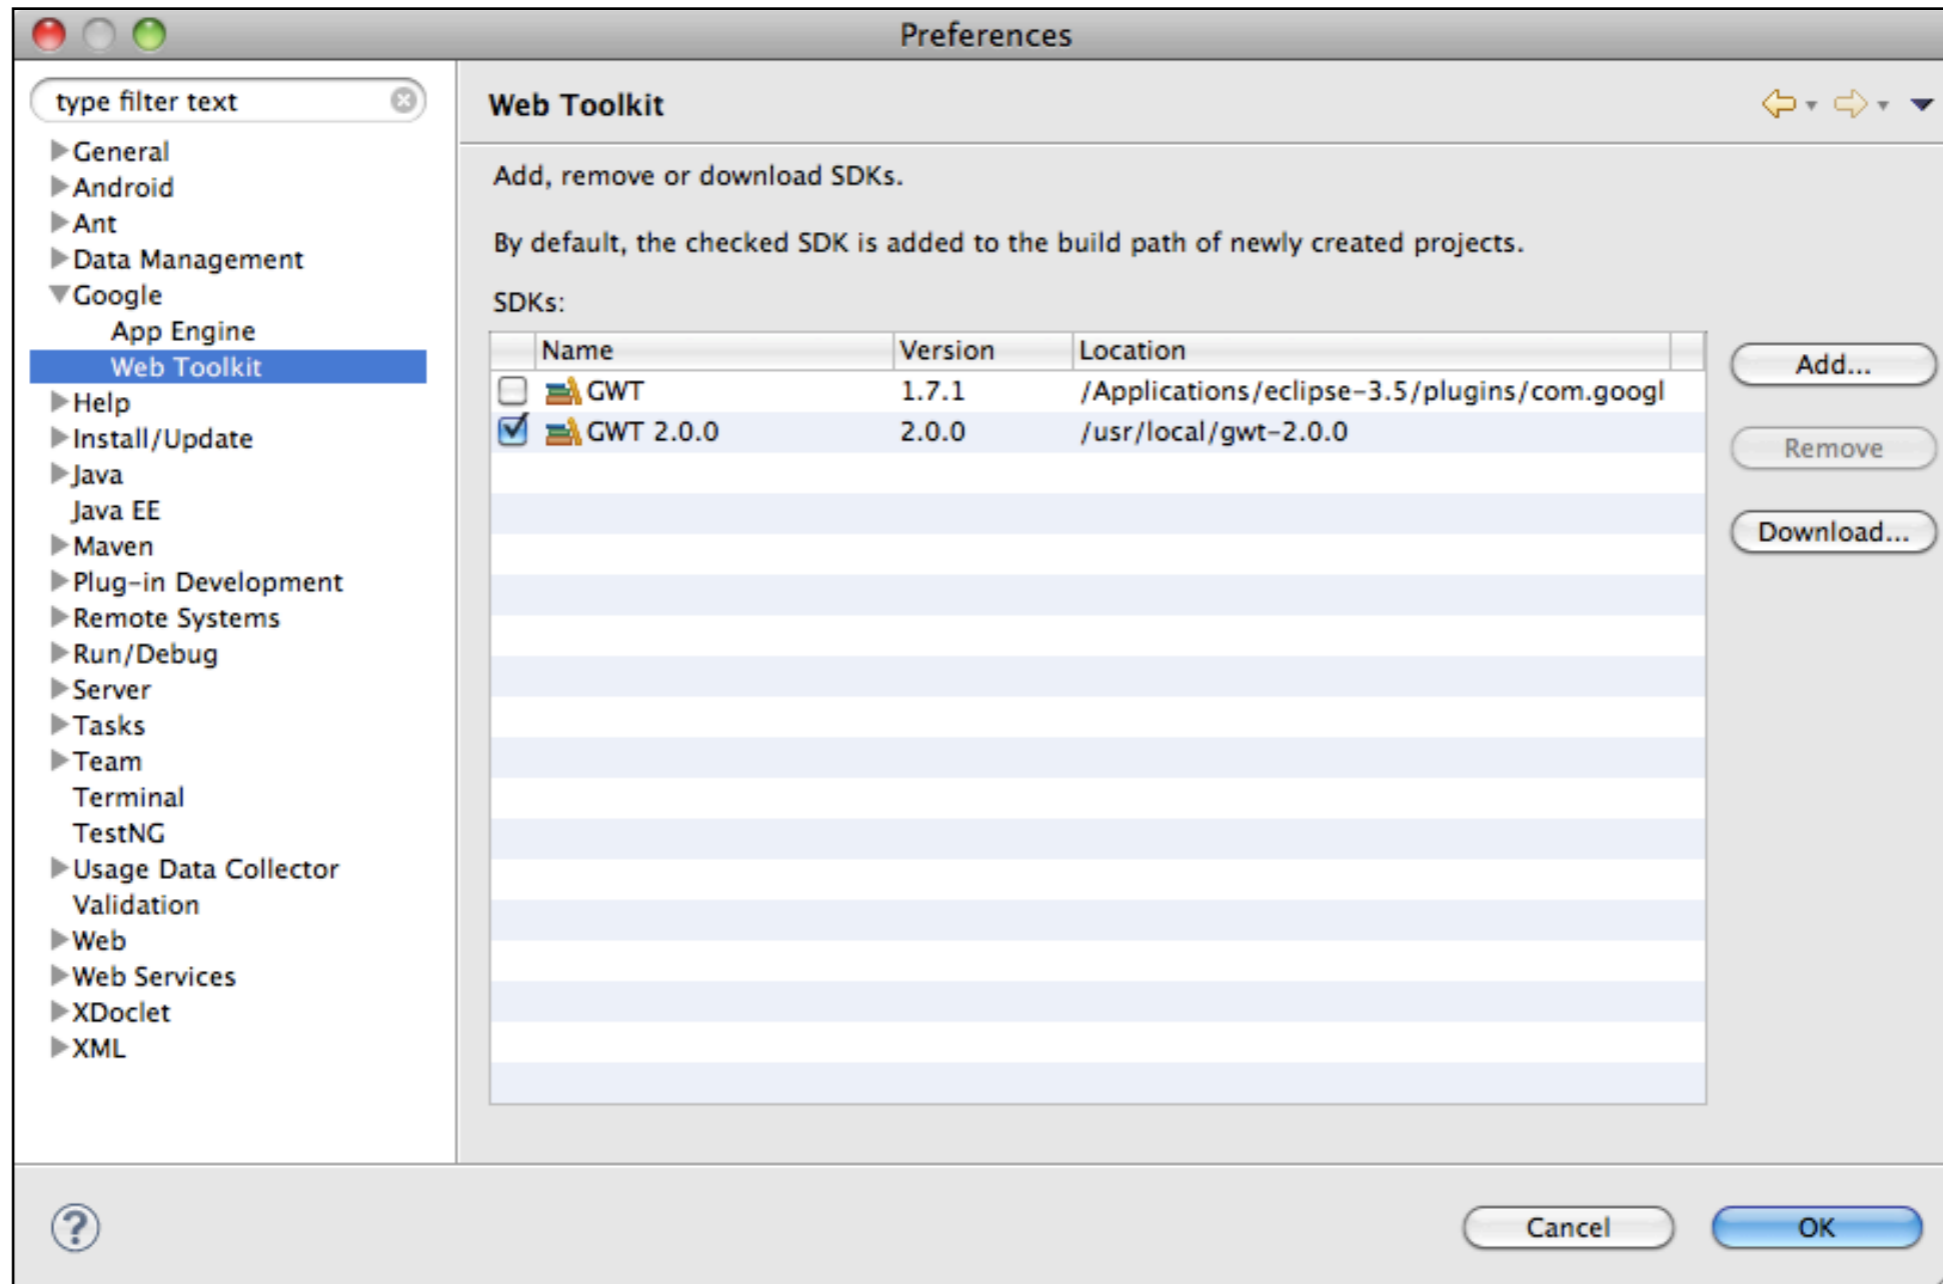 Preferences
type filter text
General
Android
Ant
Data Management
Google
App Engine
Web Toolkit
Help
Install/Update
Java
Java EE
Maven
Plug-in Development
Remote Systems
Run/Debug
Server
Tasks
Team
Terminal
TestNG
Usage Data Collector
Validation
Web
Web Services
XDoclet
XML
Web Toolkit
Add, remove or download SDKs.
By default, the checked SDK is added to the build path of newly created projects.
SDKs:
Name Version Location
GWT 1.7.1 /Applications/eclipse-3.5/plugins/com.googl
GWT 2.0.0 2.0.0 /usr/local/gwt-2.0.0
Add...
Remove
Download...
?
Cancel OK